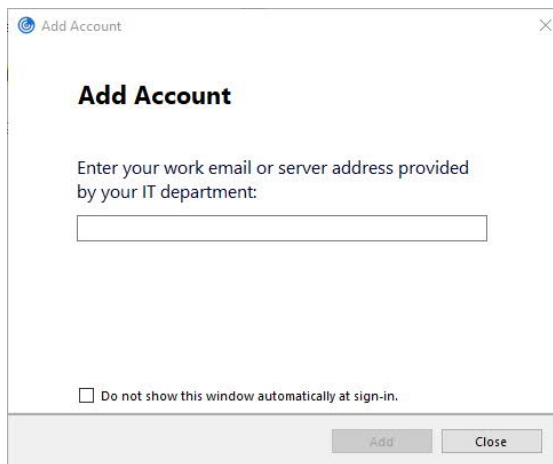 Add Account
Add Account
Enter your work email or server address provided
by your IT department:
Do not show this window automatically at sign-in.
Add
Close